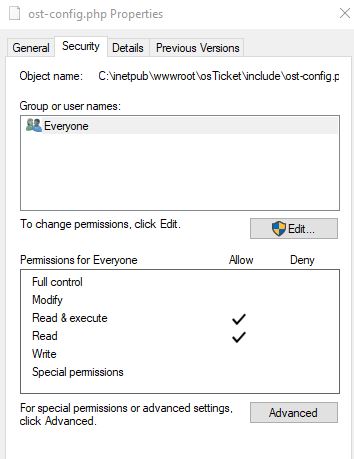 ost-config.php Properties
General Security Details Previous Versions
Object name: C:\inetpub\wwwroot\osTicket\include\ost-config.p
Group or user names:
Everyone
To change permissions, click Edit.
Edit...
Permissions for Everyone Allow Deny
Full control
Modify
Read & execute
Read
Write
Special permissions
For special permissions or advanced settings,
click Advanced.
Advanced